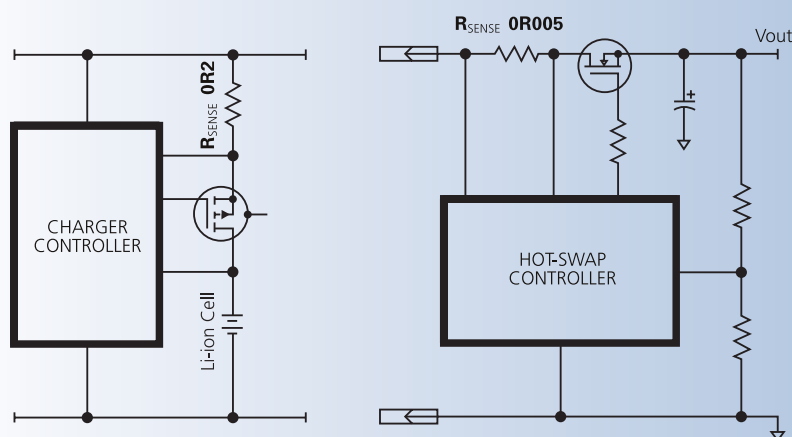 RSENSE 0R2
CHARGER
CONTROLLER
Li-ion Cell
RSENSE 0R005
Vout
HOT-SWAP
CONTROLLER